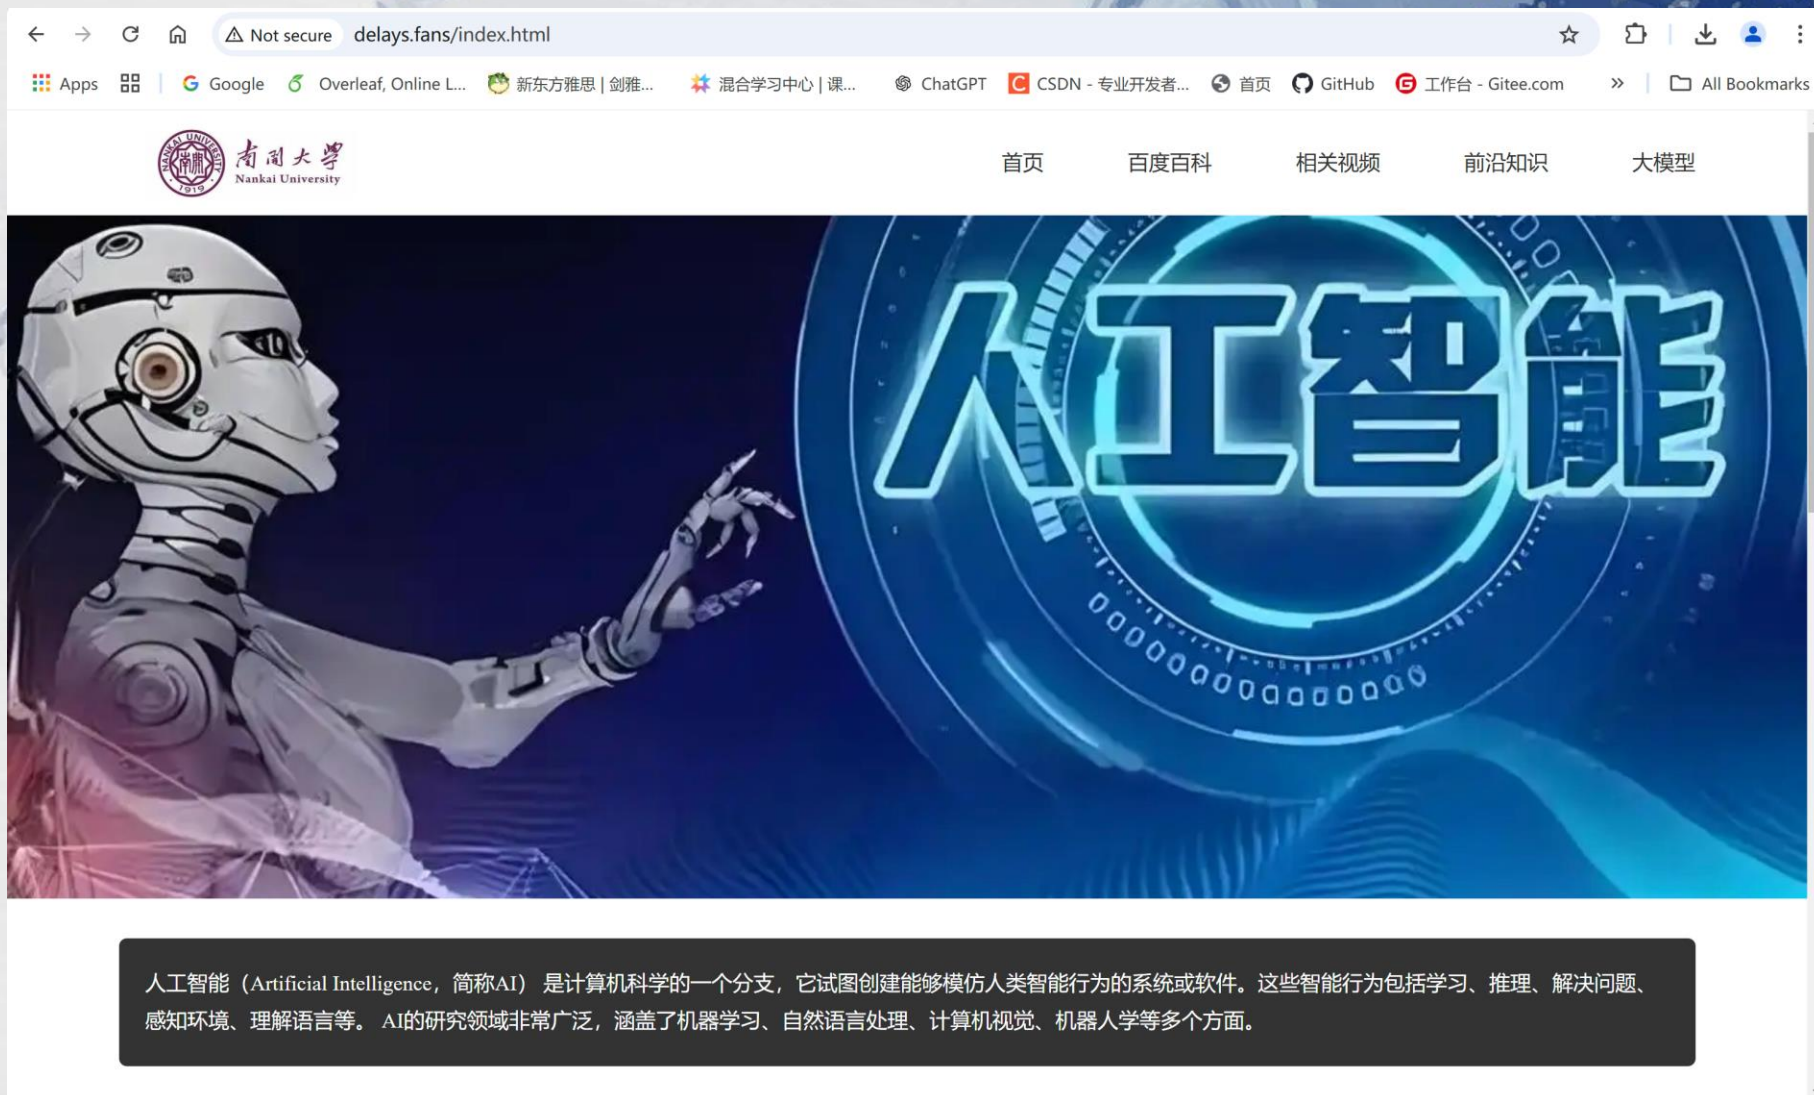 Not secure delays.fans/index.html
Apps Google Overleaf, Online L... 新东方雅思 | 剑雅... 混合学习中心 | 课... ChatGPT CSDN - 专业开发者... 首页 GitHub 工作台 - Gitee.com » All Bookmarks
NANKAI UNIVERSITY
1919
南开大学
Nankai University
首页 百度百科 相关视频 前沿知识 大模型
人工智能
人工智能（Artificial Intelligence，简称AI） 是计算机科学的一个分支，它试图创建能够模仿人类智能行为的系统或软件。这些智能行为包括学习、推理、解决问题、
感知环境、理解语言等。 AI的研究领域非常广泛，涵盖了机器学习、自然语言处理、计算机视觉、机器人学等多个方面。